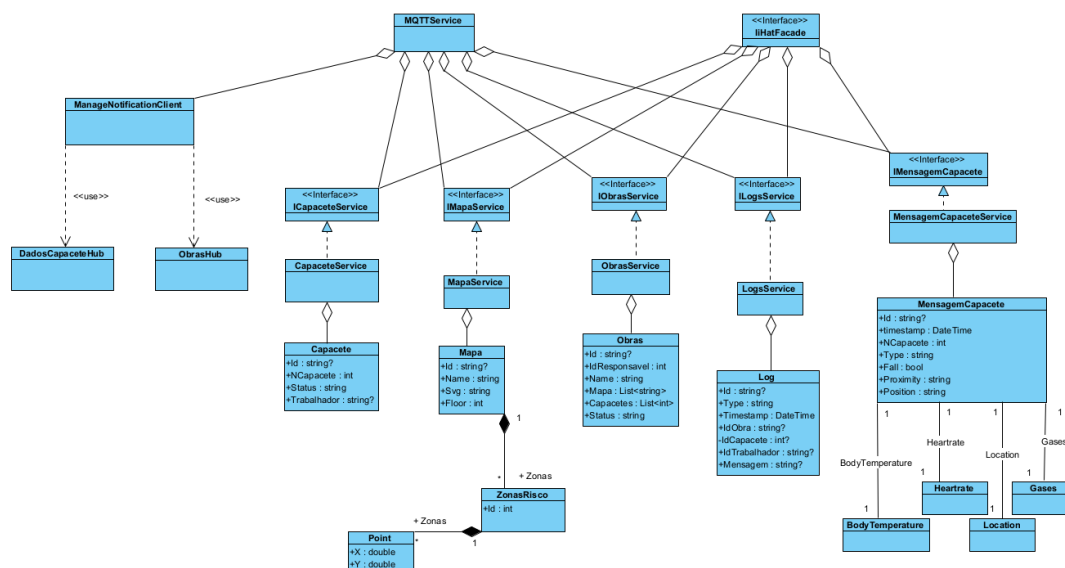 MQTTService
<<Interface>>
IiHatFacade
ManageNotificationClient
<<use>>
<<use>>
DadosCapaceteHub
ObrasHub
<<Interface>>
ICapaceteService
<<Interface>>
IMapaService
<<Interface>>
IObrasService
<<Interface>>
ILogsService
<<Interface>>
IMensagemCapacete
CapaceteService
MapaService
ObrasService
LogsService
MensagemCapaceteService
Capacete
+Id : string?
+NCapacete : int
+Status : string
+Trabalhador : string?
Mapa
+Id : string?
+Name : string
+Svg : string
+Floor : int
Obras
+Id : string?
+IdResponsavel : int
+Name : string
+Mapa : List<string>
+Capacetes : List<int>
+Status : string
Log
+Id : string?
+Type : string
+Timestamp : DateTime
+IdObra : string?
-IdCapacete : int?
+IdTrabalhador : string?
+Mensagem : string?
MensagemCapacete
+Id : string?
+timestamp : DateTime
+NCapacete : int
+Type : string
+Fall : bool
+Proximity : string
+Position : string
1
1
1
1
BodyTemperature
Heartrate
Location
Gases
1
1
1
1
BodyTemperature
Heartrate
Location
Gases
1
*
+ Zonas
ZonasRisco
+Id : int
+ Zonas
*
1
Point
+X : double
+Y : double